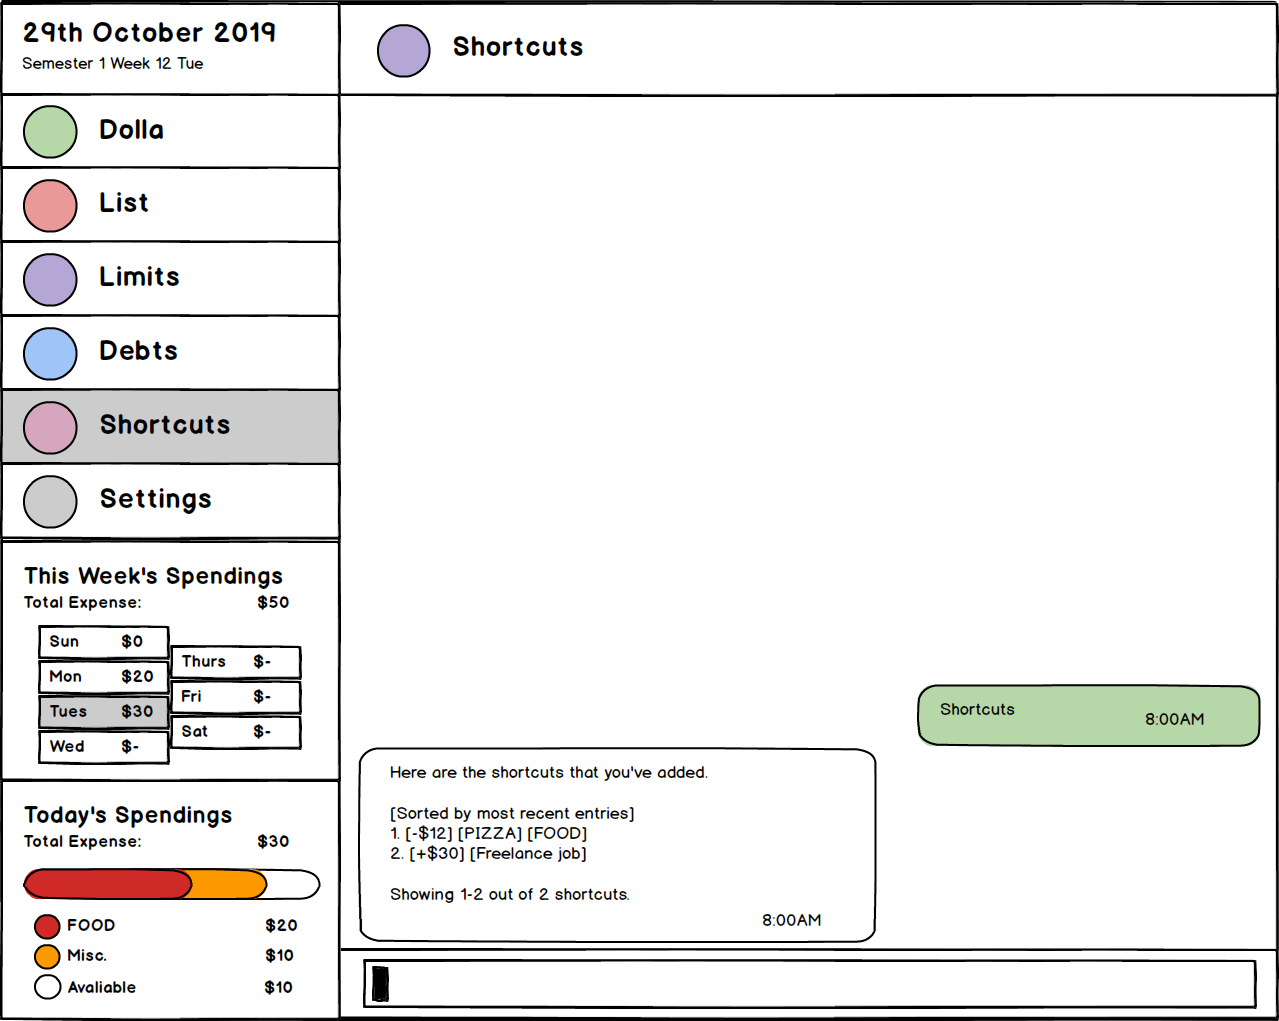 29th October 2019
Semester 1 Week 12 Tue
Dolla
List
Limits
Debts
Shortcuts
Settings
This Week's Spendings
Total Expense: $50
Sun $0
Mon $20
Tues $30
Wed $-
Thurs $-
Fri $-
Sat $-
Today's Spendings
Total Expense: $30
FOOD $20
Misc. $10
Avaliable $10
Shortcuts
Shortcuts 8:00AM
Here are the shortcuts that you've added.
[Sorted by most recent entries]
1. [-$12] [PIZZA] [FOOD]
2. [+$30] [Freelance job]
Showing 1-2 out of 2 shortcuts.
8:00AM